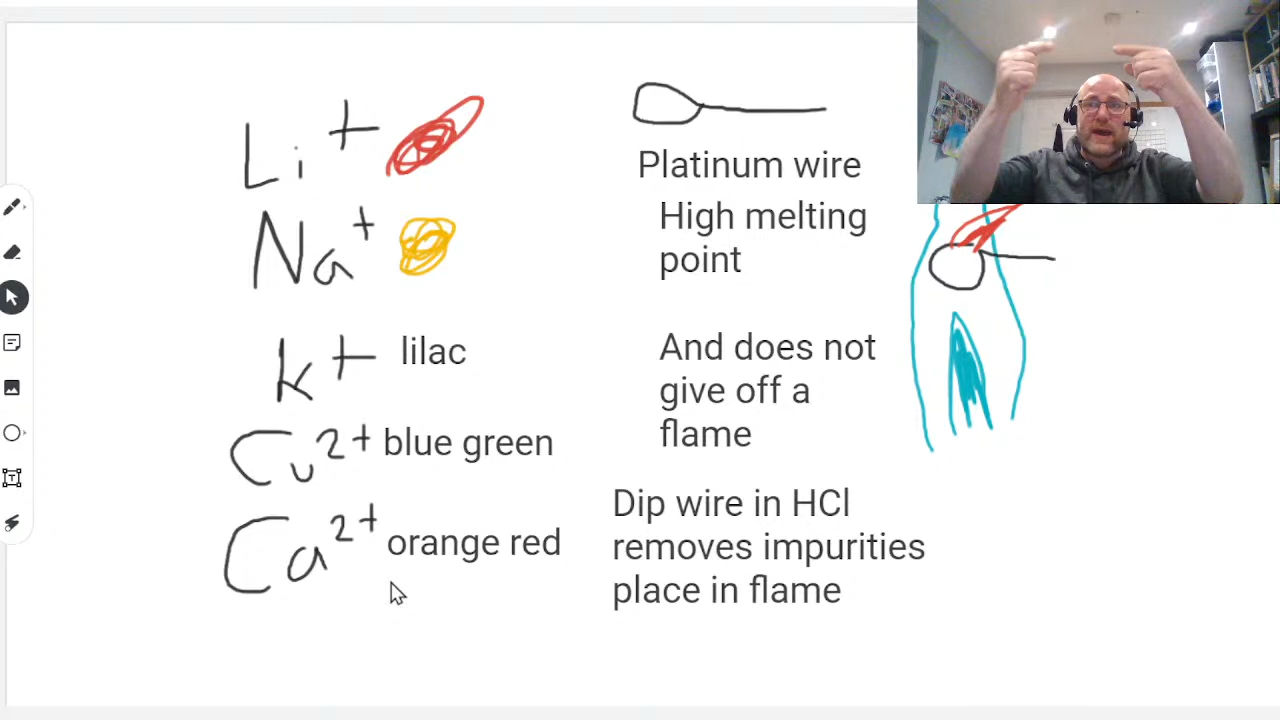 Li+
Na+
k+ lilac
Cu2+ blue green
Ca2+ orange red
Platinum wire
High melting
point
And does not
give off a
flame
Dip wire in HCl
removes impurities
place in flame